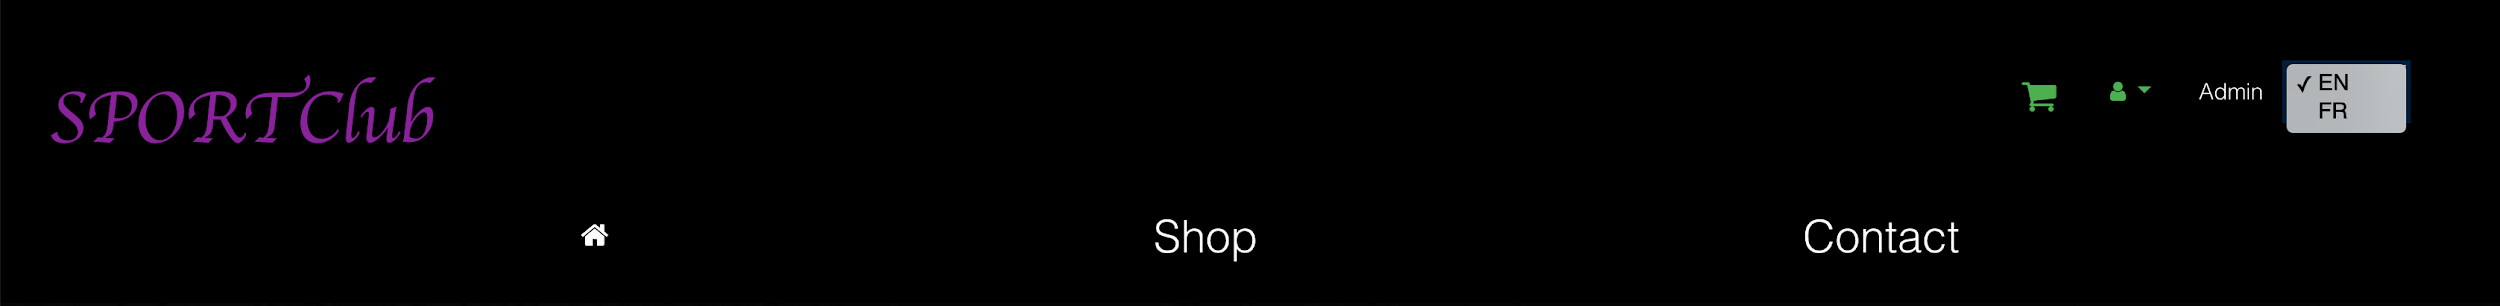 SPORTClub
Admin
✓ EN
FR
Shop
Contact